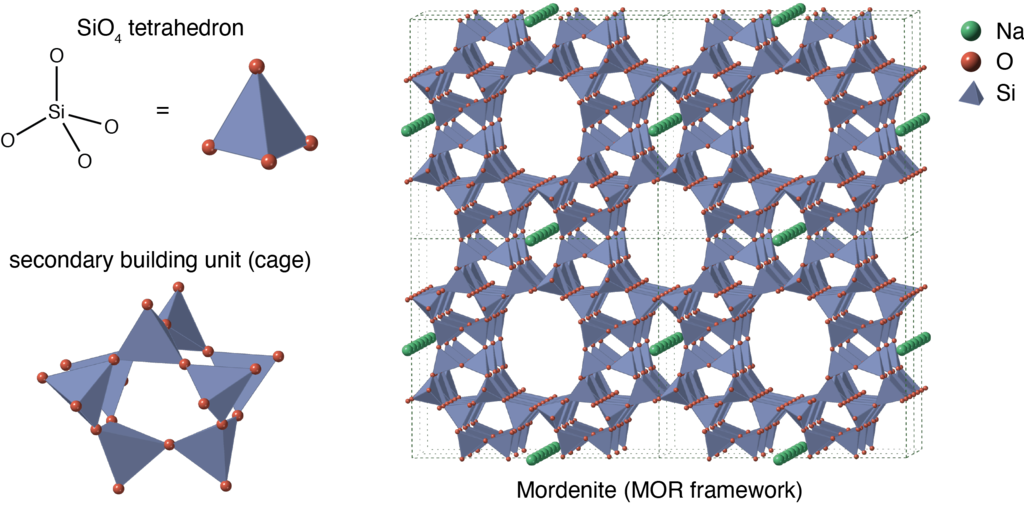 SiO4 tetrahedron
O
Si
O
O
O
=
secondary building unit (cage)
Na
O
Si
Mordenite (MOR framework)